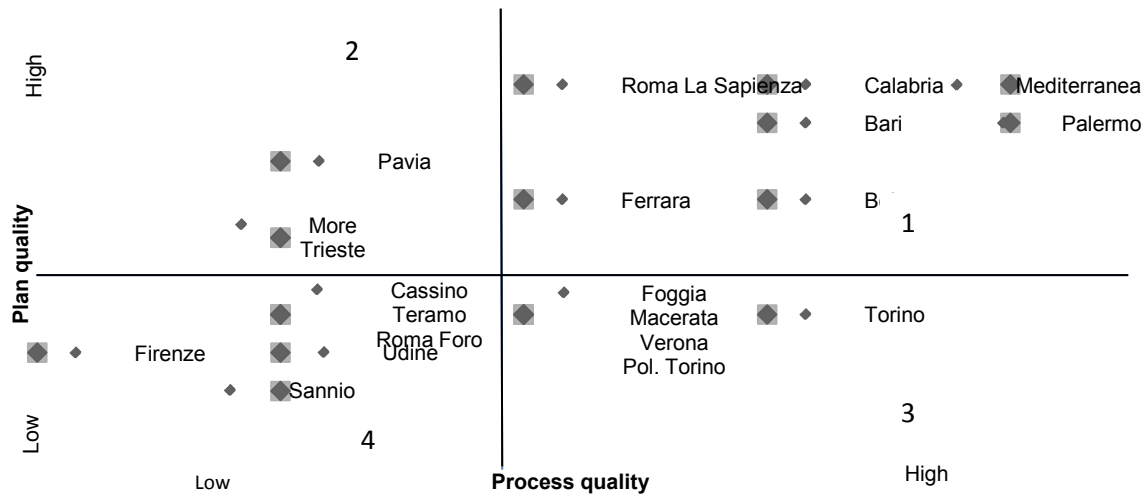 2
High
Roma La Sapienza
Calabria
Mediterranea
Bari
Palermo
Pavia
Ferrara
1
More
Trieste
Plan quality
Cassino
Teramo
Roma Foro
Foggia
Macerata
Verona
Pol. Torino
Torino
Firenze
Udine
Sannio
Low
4
3
Low
Process quality
High